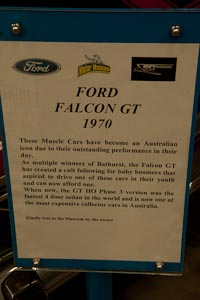 Ford
Motor Museum
FORD
FALCON GT
1970
These Muscle Cars have become an Australian
icon due to their outstanding performance in their
day.
As multiple winners of Bathurst, the Falcon GT
has created a cult following for baby boomers that
aspired to drive one of these cars in their youth
and can now afford one.
When new, the GT HO Phase 3 version was the
fastest 4 door sedan in the world and is now one of
the most expensive collector cars in Australia.
Kindly lent to the Museum by the owner